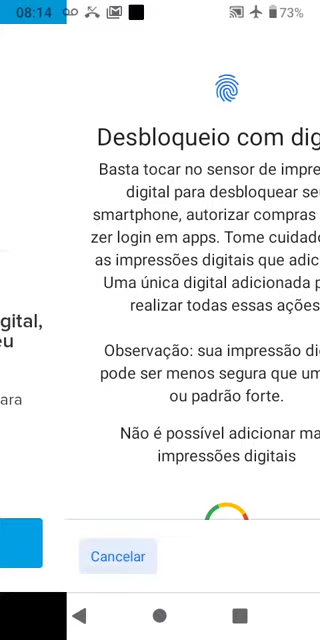 08:14
73%
Desbloqueio com dig
Basta tocar no sensor de impre
digital para desbloquear se
smartphone, autorizar compras
zer login em apps. Tome cuidad
as impressões digitais que adic
Uma única digital adicionada p
realizar todas essas ações
gital,
eu
Observação: sua impressão di
pode ser menos segura que um
ou padrão forte.
ara
Não é possível adicionar ma
impressões digitais
Cancelar